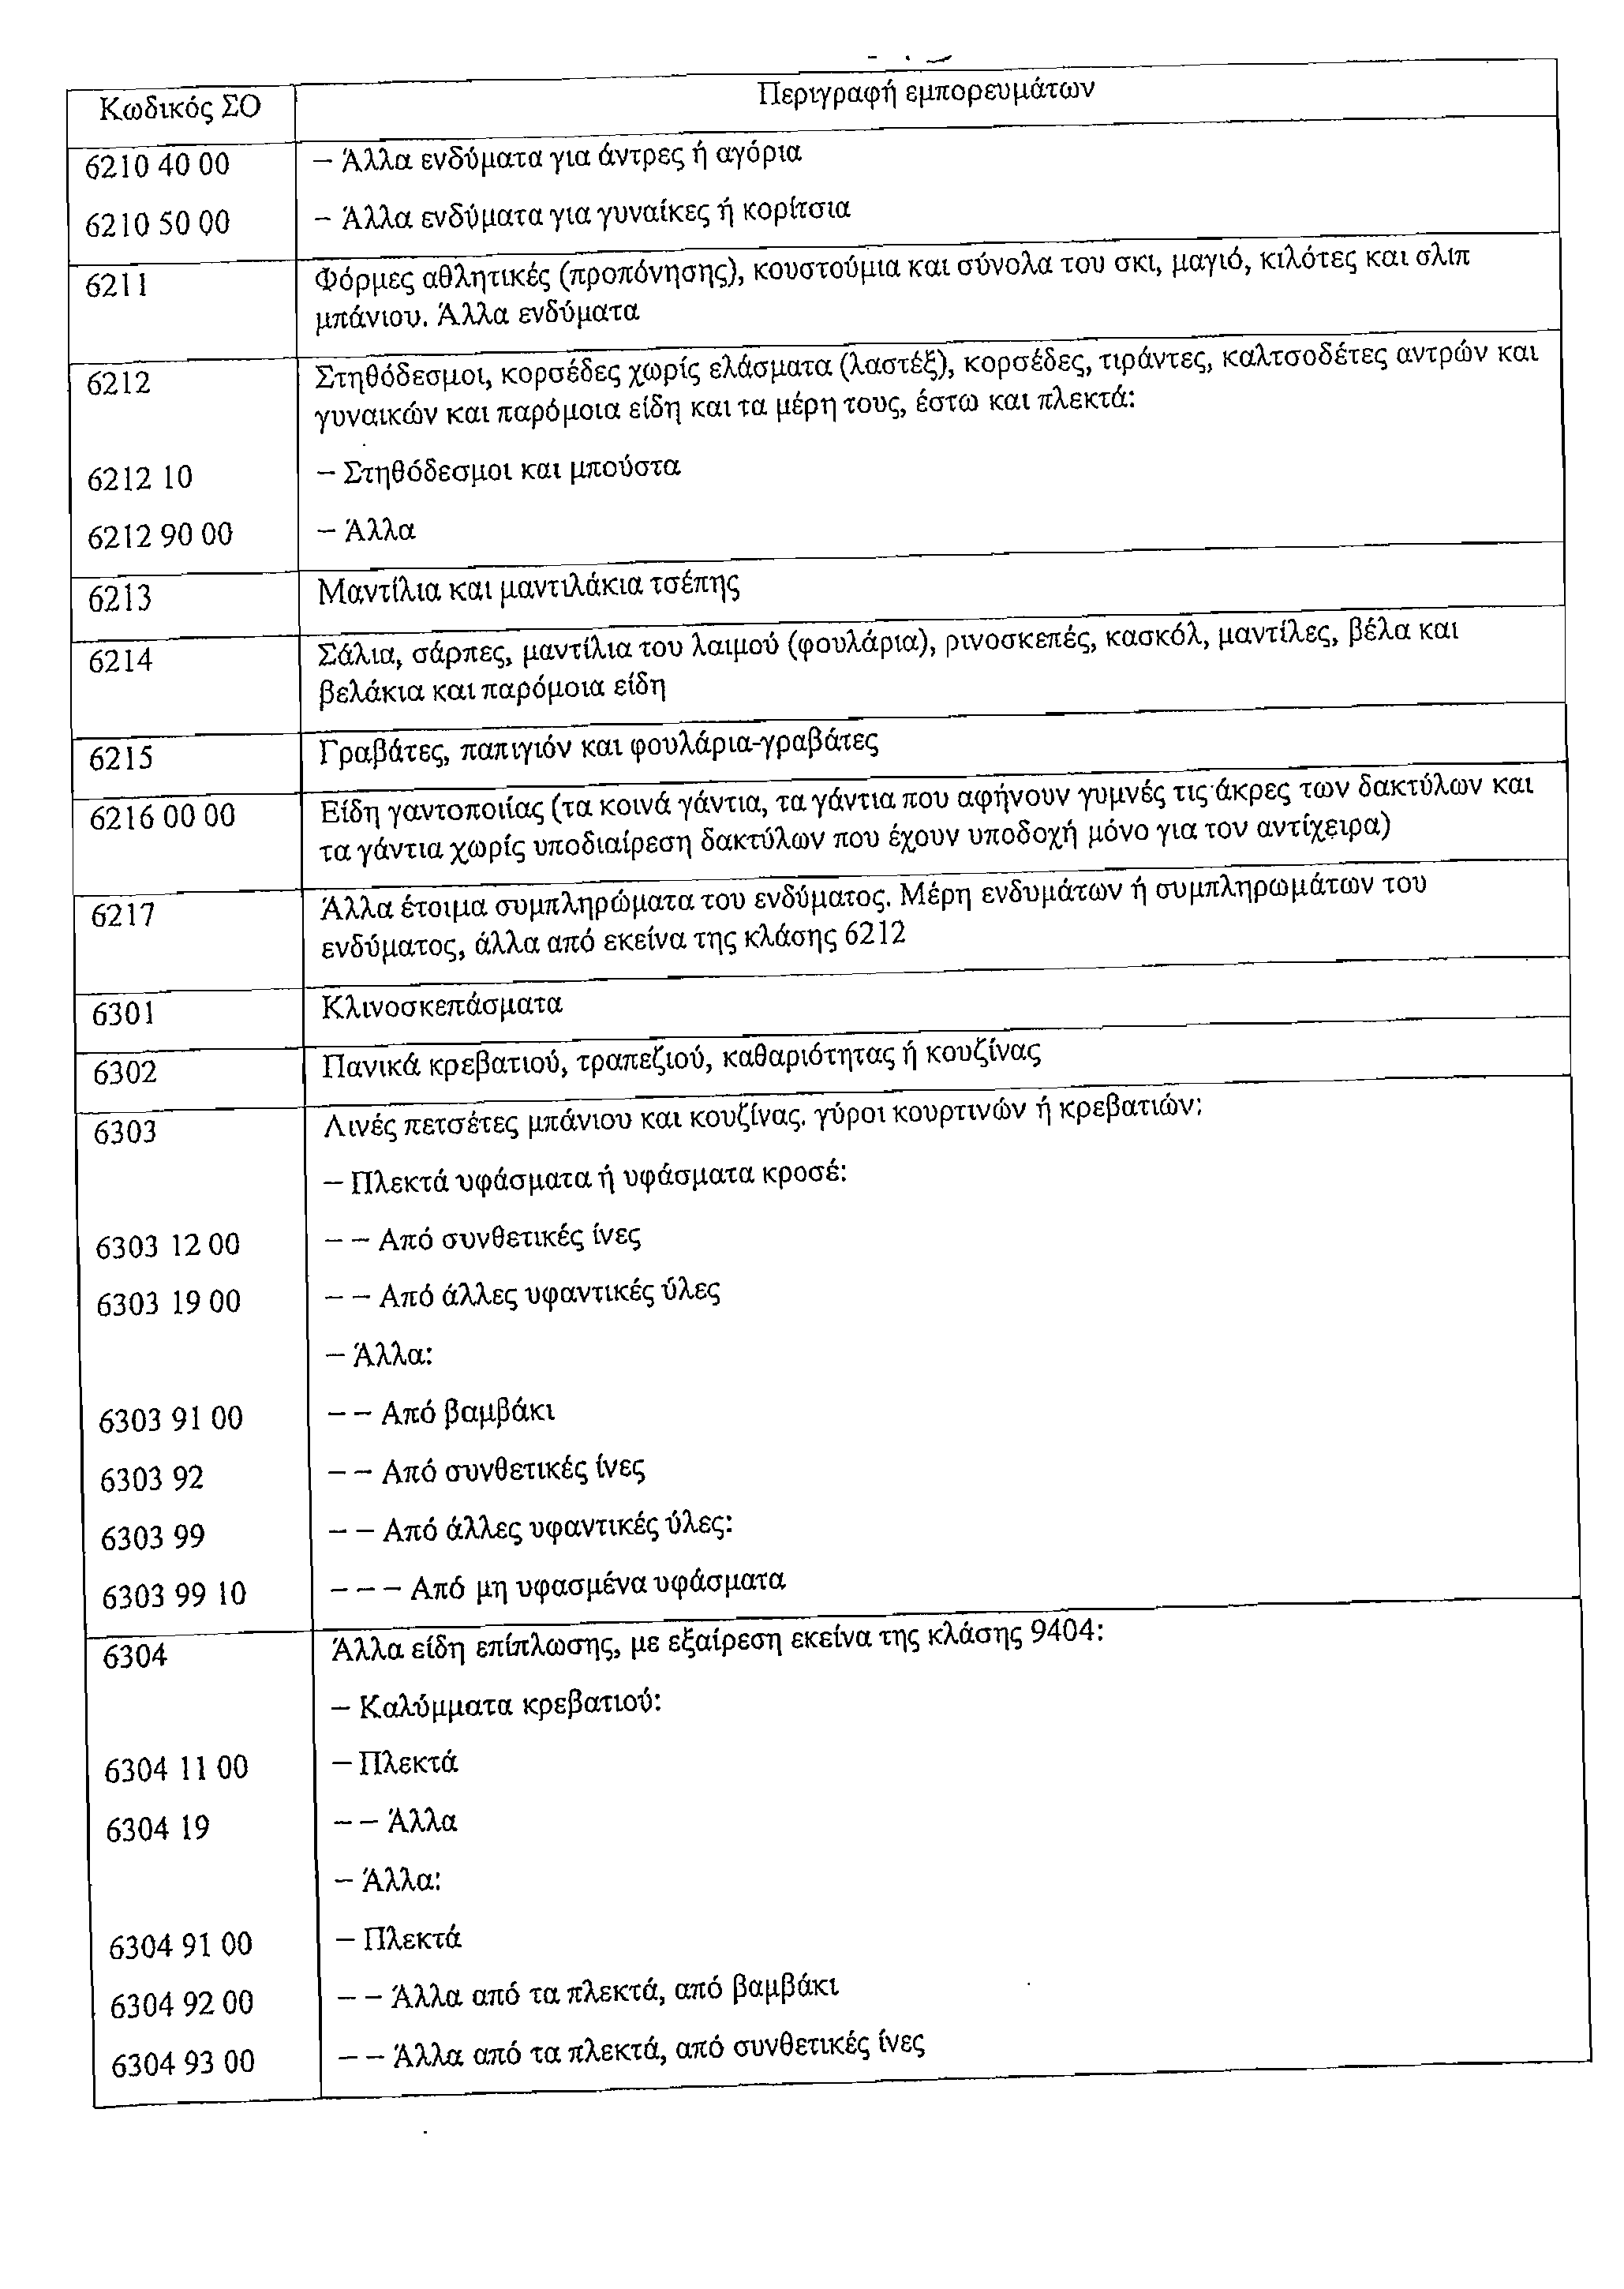 Κωδικός ΣΟ Περιγραφή εμπορευμάτων
6210 40 00 – Άλλα ενδύματα για άντρες ή αγόρια
6210 50 00 – Άλλα ενδύματα για γυναίκες ή κορίτσια
6211 Φόρμες αθλητικές (προπόνησης), κουστούμια και σύνολα του σκι, μαγιό, κιλότες και σλιπ
μπάνιου. Άλλα ενδύματα
6212 Στηθόδεσμοι, κορσέδες χωρίς ελάσματα (λαστέξ), κορσέδες, τιράντες, καλτσοδέτες αντρών και
γυναικών και παρόμοια είδη και τα μέρη τους, έστω και πλεκτά:
6212 10 – Στηθόδεσμοι και μπούστα
6212 90 00 – Άλλα
6213 Μαντίλια και μαντιλάκια τσέπης
6214 Σάλια, σάρπες, μαντίλια του λαιμού (φουλάρια), ρινοσκεπές, κασκόλ, μαντίλες, βέλα και
βελάκια και παρόμοια είδη
6215 Γραβάτες, παπιγιόν και φουλάρια-γραβάτες
6216 00 00 Είδη γαντοποιίας (τα κοινά γάντια, τα γάντια που αφήνουν γυμνές τις άκρες των δακτύλων και
τα γάντια χωρίς υποδιαίρεση δακτύλων που έχουν υποδοχή μόνο για τον αντίχειρα)
6217 Άλλα έτοιμα συμπληρώματα του ενδύματος. Μέρη ενδυμάτων ή συμπληρωμάτων του
ενδύματος, άλλα από εκείνα της κλάσης 6212
6301 Κλινοσκεπάσματα
6302 Πανικά κρεβατιού, τραπεζιού, καθαριότητας ή κουζίνας
6303 Λινές πετσέτες μπάνιου και κουζίνας. γύροι κουρτινών ή κρεβατιών:
– Πλεκτά υφάσματα ή υφάσματα κροσέ:
6303 12 00 – – Από συνθετικές ίνες
6303 19 00 – – Από άλλες υφαντικές ύλες
– Άλλα:
6303 91 00 – – Από βαμβάκι
6303 92 – – Από συνθετικές ίνες
6303 99 – – Από άλλες υφαντικές ύλες:
6303 99 10 – – – Από μη υφασμένα υφάσματα
6304 Άλλα είδη επίπλωσης, με εξαίρεση εκείνα της κλάσης 9404:
– Καλύμματα κρεβατιού:
6304 11 00 – Πλεκτά
6304 19 – – Άλλα
– Άλλα:
6304 91 00 – Πλεκτά
6304 92 00 – – Άλλα από τα πλεκτά, από βαμβάκι
6304 93 00 – – Άλλα από τα πλεκτά, από συνθετικές ίνες